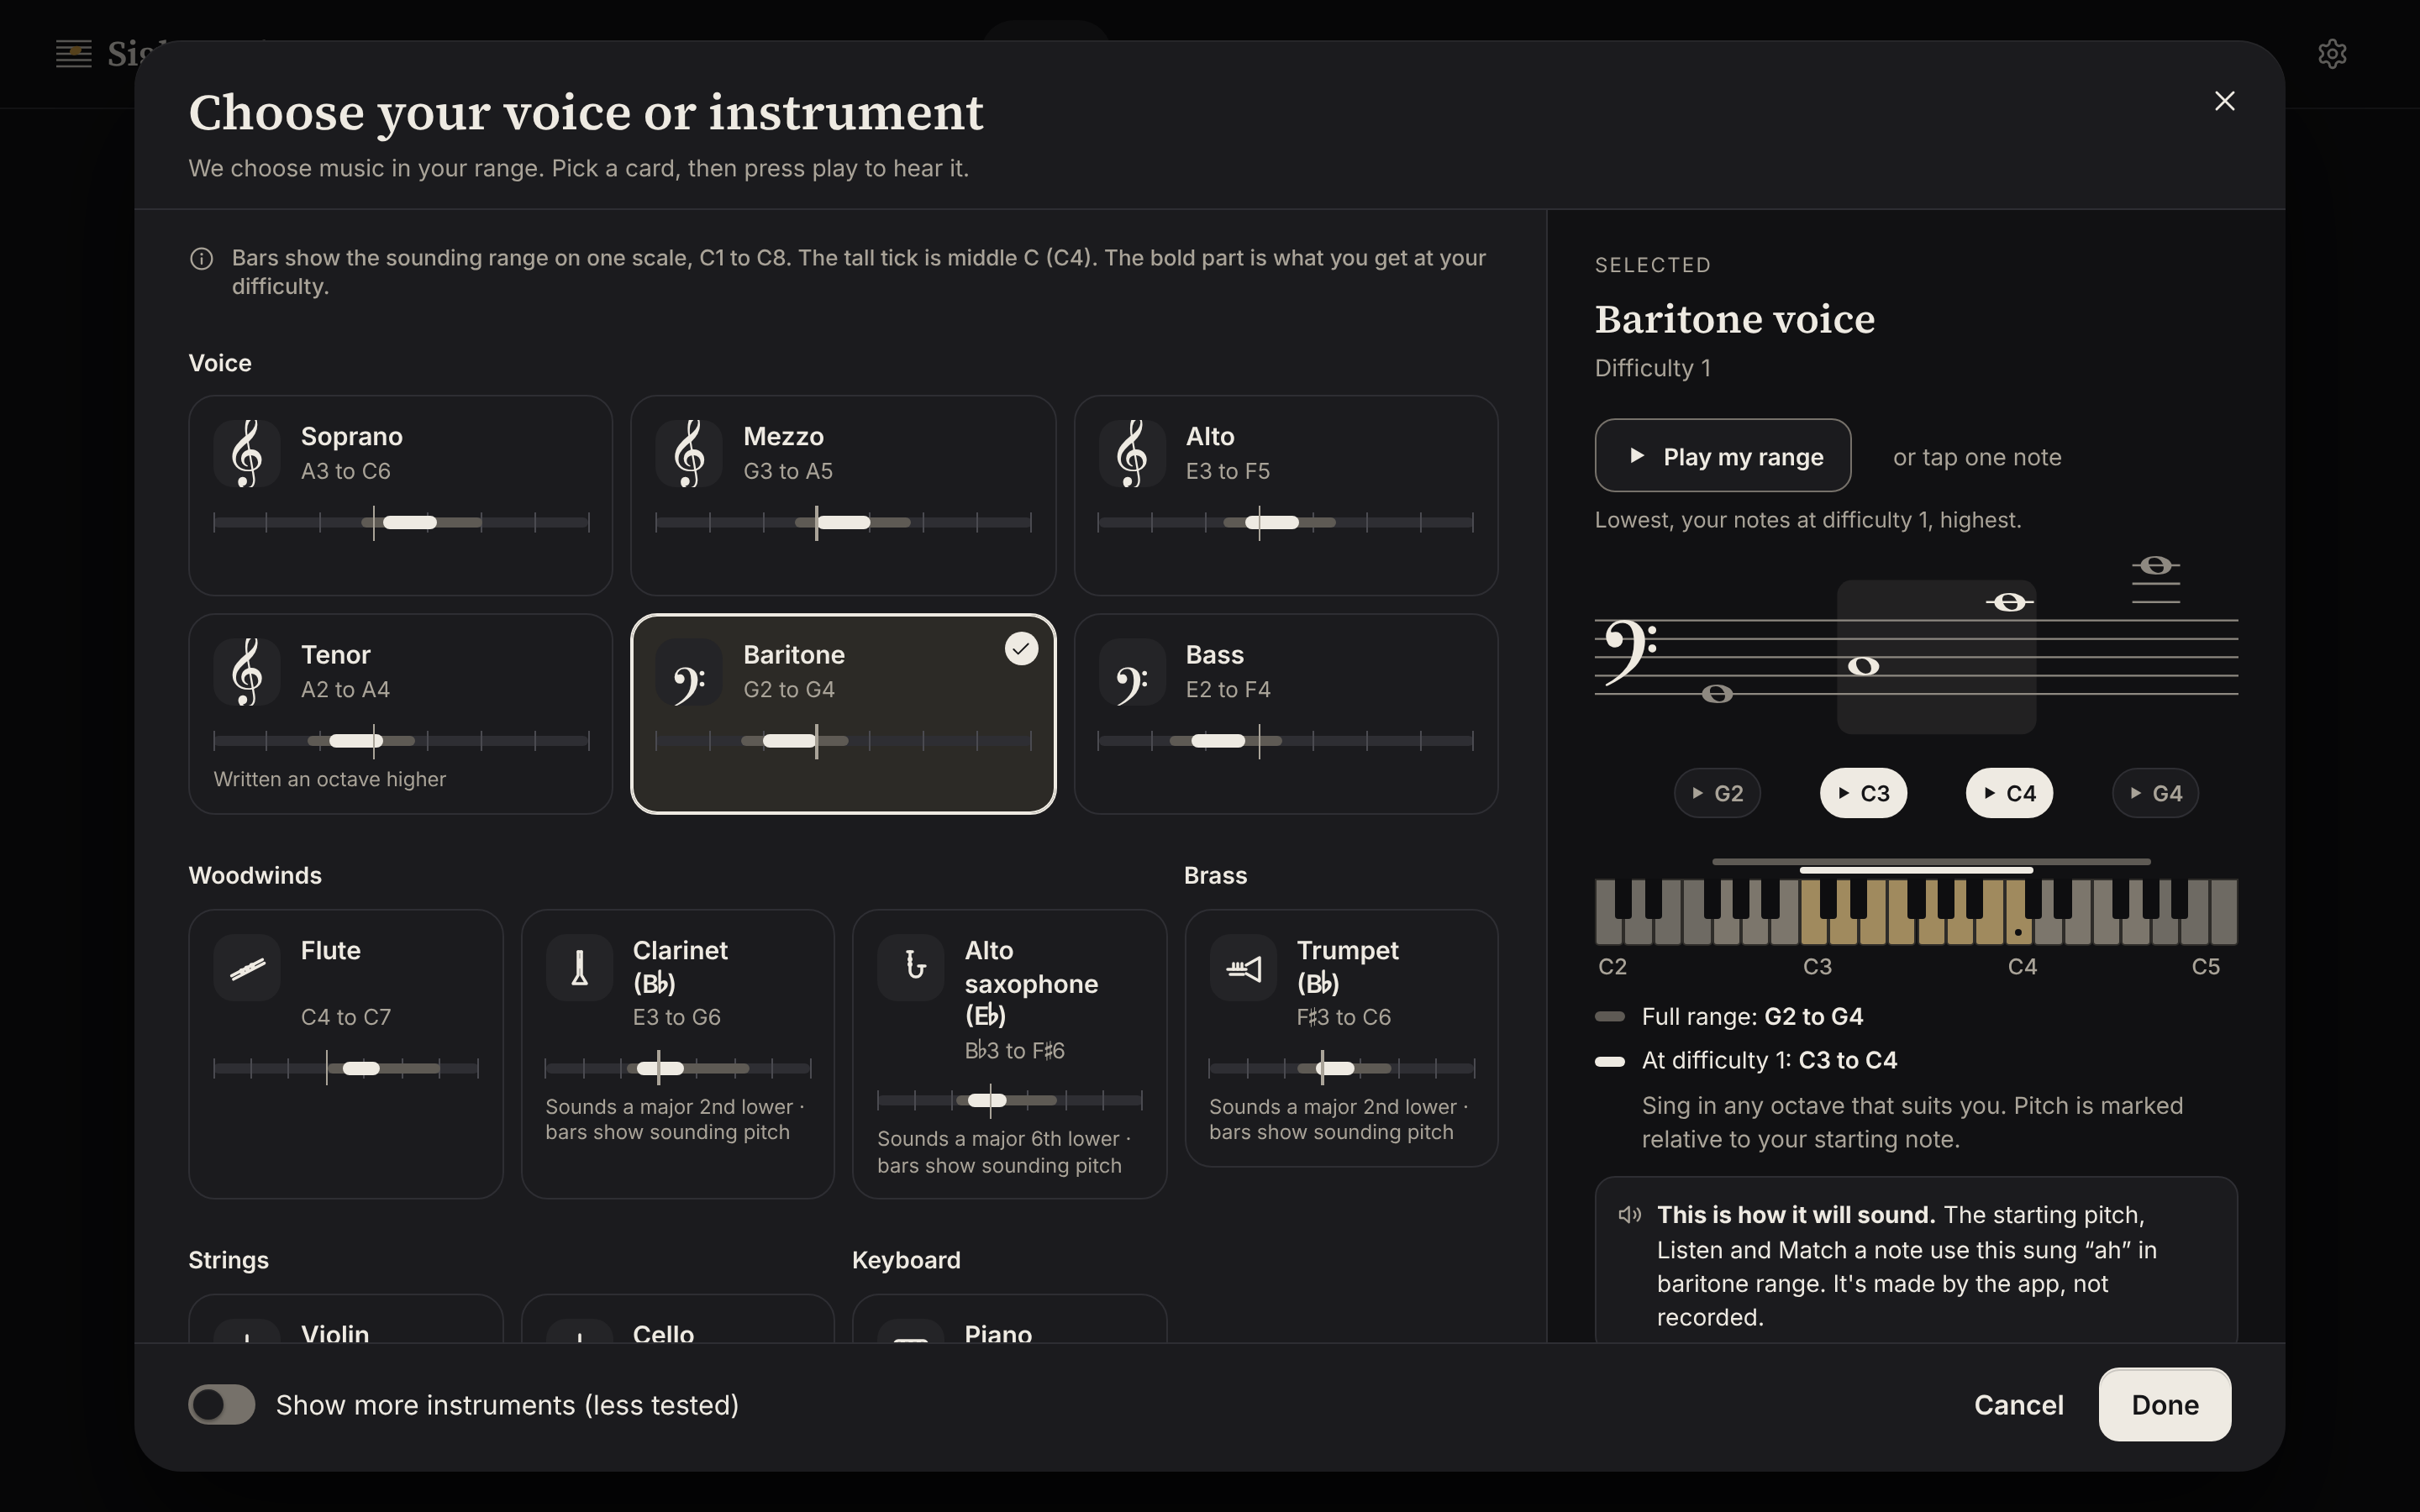 Choose your voice or instrument
We choose music in your range. Pick a card, then press play to hear it.
Bars show the sounding range on one scale, C1 to C8. The tall tick is middle C (C4). The bold part is what you get at your
difficulty.
Voice
Soprano
A3 to C6
Mezzo
G3 to A5
Alto
E3 to F5
Tenor
A2 to A4
Written an octave higher
Baritone
G2 to G4
Bass
E2 to F4
Woodwinds
Flute
C4 to C7
Clarinet
(B♭)
E3 to G6
Sounds a major 2nd lower ·
bars show sounding pitch
Alto
saxophone
(E♭)
B♭3 to F♯6
Sounds a major 6th lower ·
bars show sounding pitch
Brass
Trumpet
(B♭)
F♯3 to C6
Sounds a major 2nd lower ·
bars show sounding pitch
Strings
Violin
Cello
Keyboard
Piano
SELECTED
Baritone voice
Difficulty 1
Play my range
or tap one note
Lowest, your notes at difficulty 1, highest.
G2
C3
C4
G4
C2
C3
C4
C5
Full range: G2 to G4
At difficulty 1: C3 to C4
Sing in any octave that suits you. Pitch is marked
relative to your starting note.
This is how it will sound. The starting pitch,
Listen and Match a note use this sung “ah” in
baritone range. It's made by the app, not
recorded.
Show more instruments (less tested)
Cancel
Done